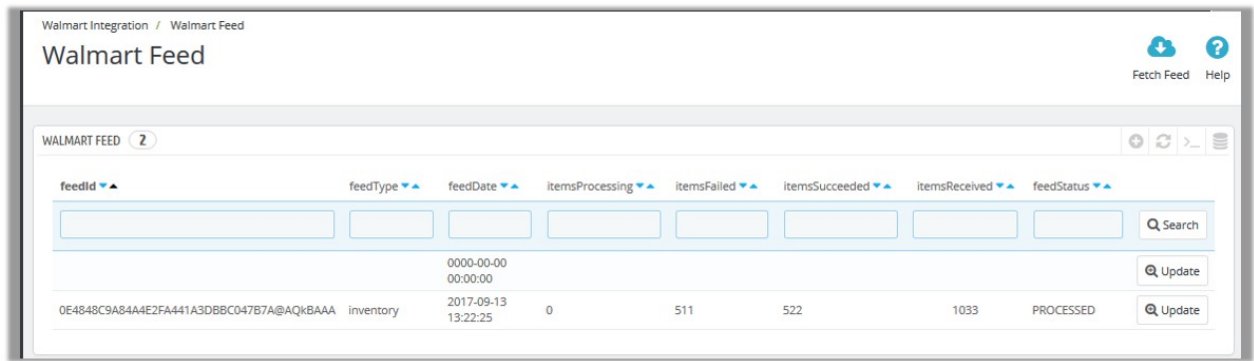 Walmart Integration / Walmart Feed
Walmart Feed
Fetch Feed Help
WALMART FEED 2
feedId feedType feedDate itemsProcessing itemsFailed itemsSucceeded itemsReceived feedStatus
Search
0000-00-00
00:00:00
Update
0E4848C9A84A4E2FA441A3DBBC047B7A@AQkBAAA inventory 2017-09-13 0 511 522 1033 PROCESSED Update
13:22:25